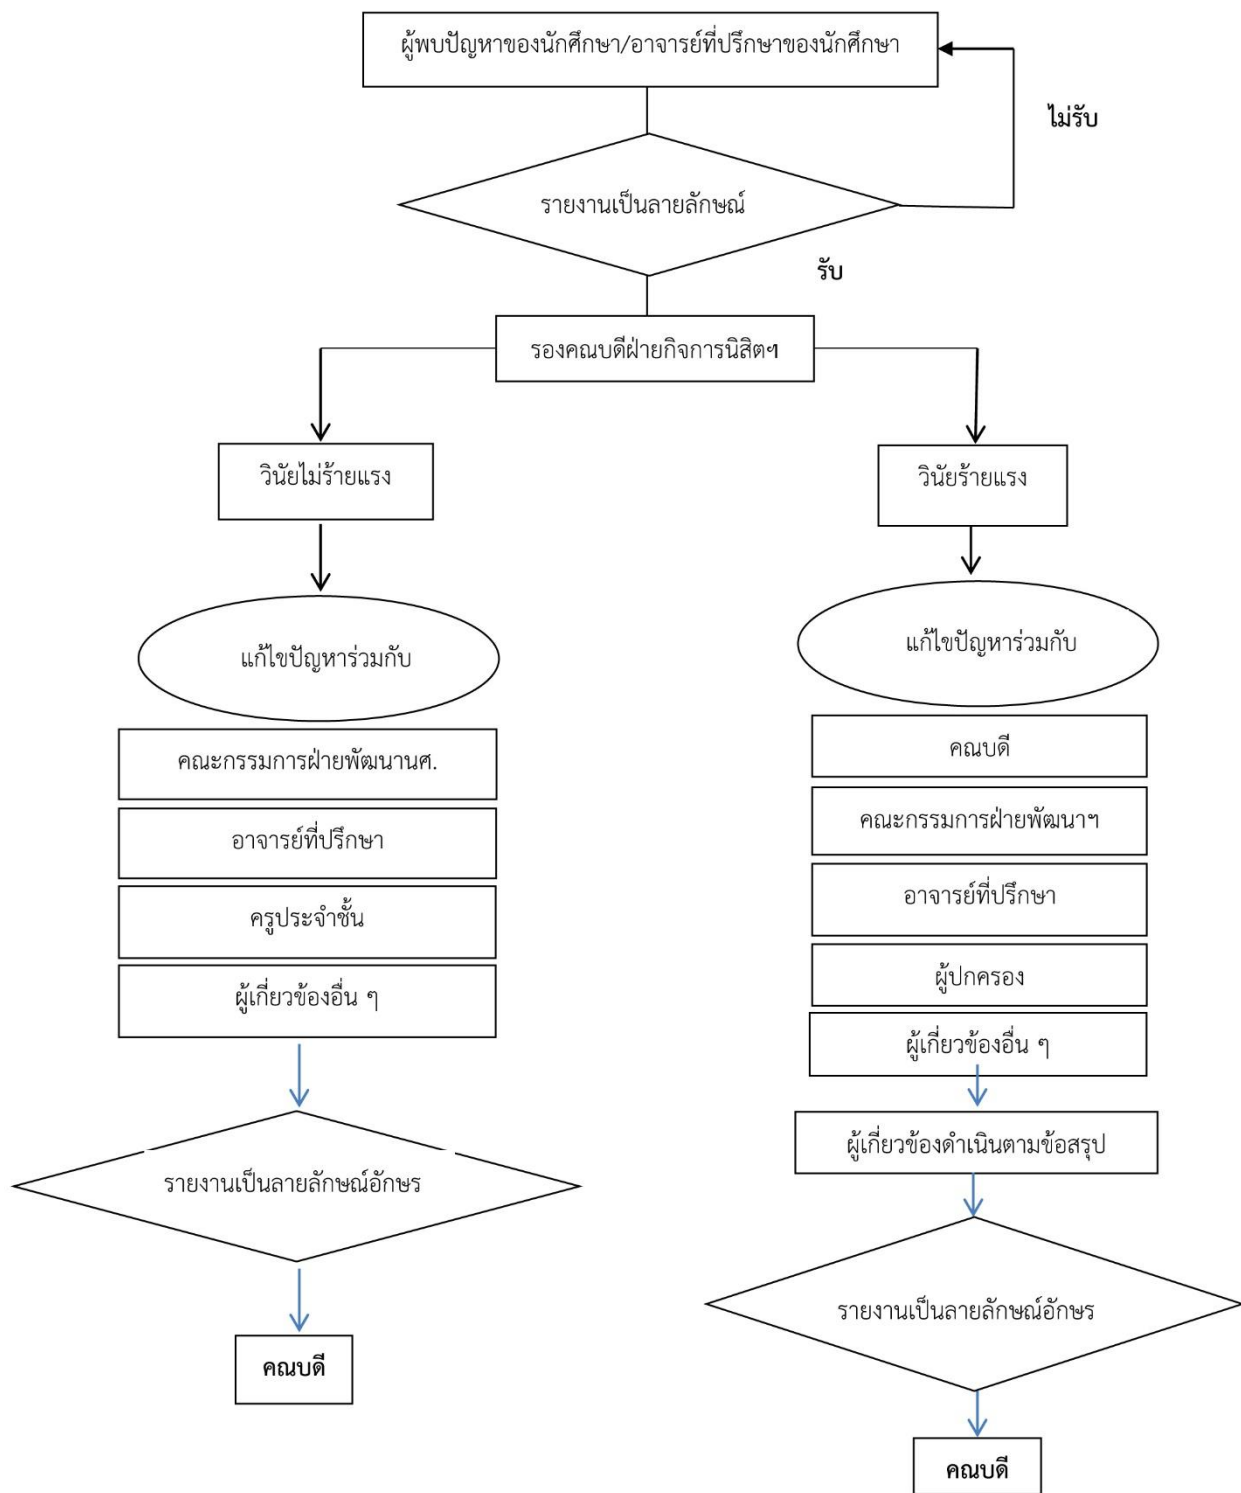 ผู้พบปัญหาของนักศึกษา/อาจารย์ที่ปรึกษาของนักศึกษา
ไม่รับ
รายงานเป็นลายลักษณ์
รับ
รองคณบดีฝ่ายกิจการนิสิตฯ
วินัยไม่ร้ายแรง
แก้ไขปัญหาร่วมกับ
คณะกรรมการฝ่ายพัฒนานศ.
อาจารย์ที่ปรึกษา
ครูประจำชั้น
ผู้เกี่ยวข้องอื่น ๆ
รายงานเป็นลายลักษณ์อักษร
คณบดี
วินัยร้ายแรง
แก้ไขปัญหาร่วมกับ
คณบดี
คณะกรรมการฝ่ายพัฒนาฯ
อาจารย์ที่ปรึกษา
ผู้ปกครอง
ผู้เกี่ยวข้องอื่น ๆ
ผู้เกี่ยวข้องดำเนินตามข้อสรุป
รายงานเป็นลายลักษณ์อักษร
คณบดี